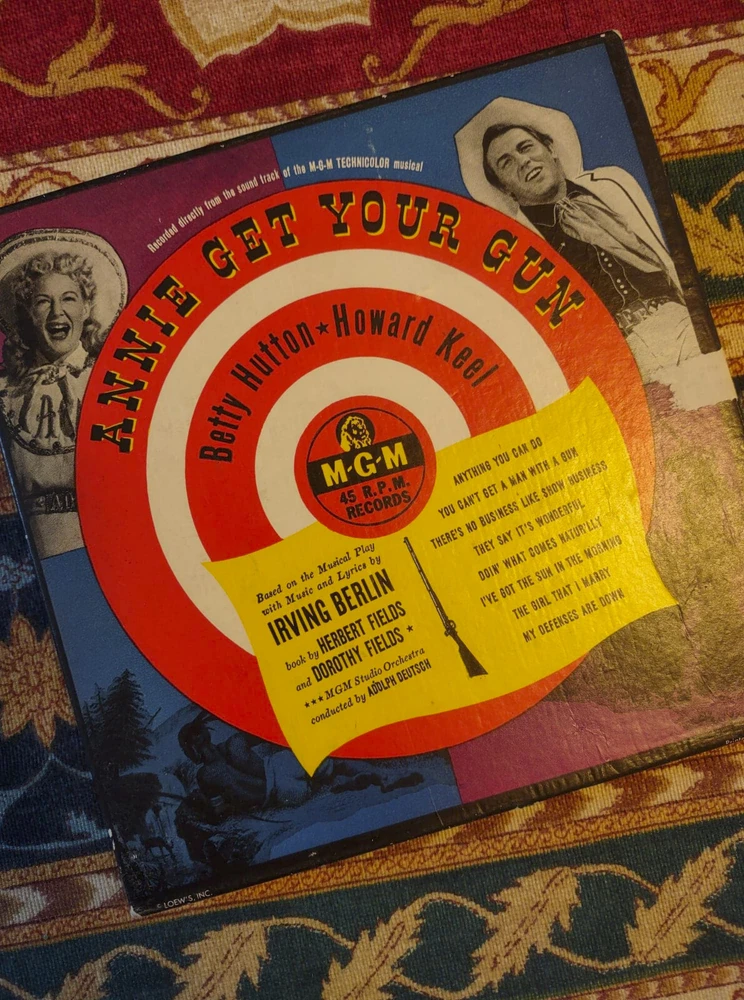 Recorded directly from the sound track of the M-G-M TECHNICOLOR musical
ANNIE GET YOUR GUN
Betty Hutton ★ Howard Keel
M-G-M
45 R.P.M.
RECORDS
Based on the Musical Play
with Music and Lyrics by
IRVING BERLIN
book by HERBERT FIELDS
and DOROTHY FIELDS ★
★★★ MGM Studio Orchestra
conducted by ADOLPH DEUTSCH
ANYTHING YOU CAN DO
YOU CAN'T GET A MAN WITH A GUN
THERE'S NO BUSINESS LIKE SHOW BUSINESS
THEY SAY IT'S WONDERFUL
DOIN' WHAT COMES NATUR'LLY
I'VE GOT THE SUN IN THE MORNING
THE GIRL THAT I MARRY
MY DEFENSES ARE DOWN
LOEW'S, INC.